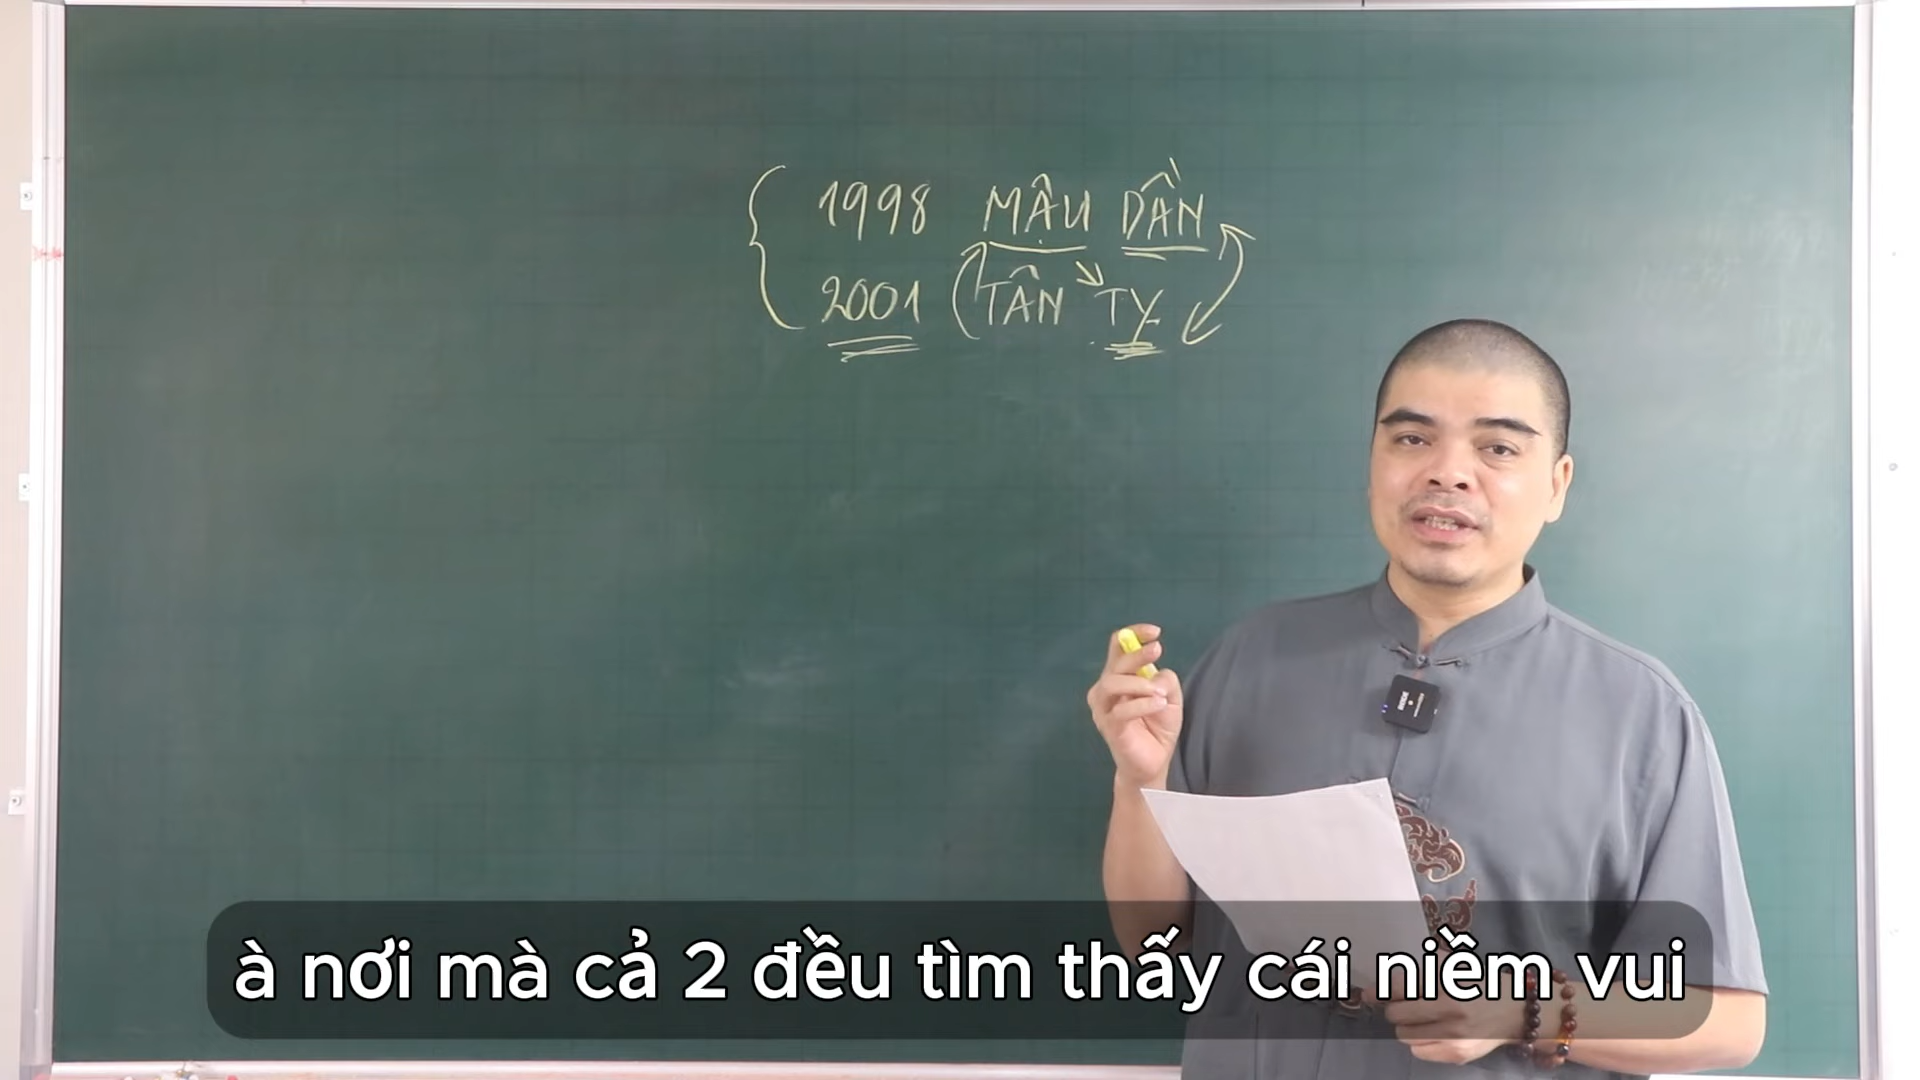 1998 MẬU DẦN
2001 TÂN TỴ
à nơi mà cả 2 đều tìm thấy cái niềm vui